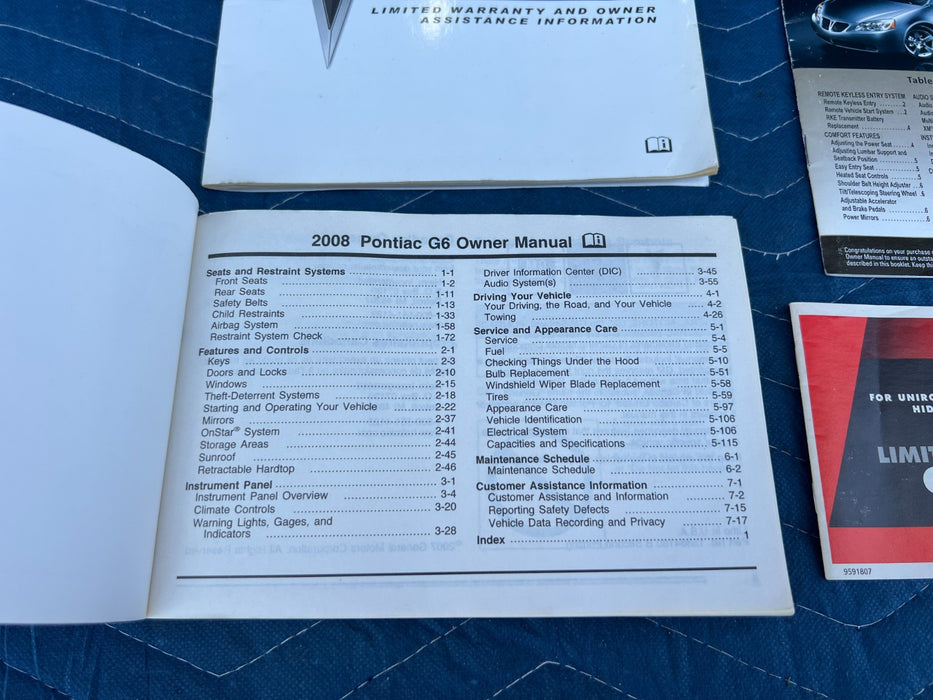 LIMITED WARRANTY AND OWNER
ASSISTANCE INFORMATION
2008 Pontiac G6 Owner Manual
Seats and Restraint Systems 1-1
Front Seats 1-2
Rear Seats 1-11
Safety Belts 1-13
Child Restraints 1-33
Airbag System 1-58
Restraint System Check 1-72
Features and Controls 2-1
Keys 2-3
Doors and Locks 2-10
Windows 2-15
Theft-Deterrent Systems 2-18
Starting and Operating Your Vehicle 2-22
Mirrors 2-37
OnStar® System 2-41
Storage Areas 2-44
Sunroof 2-45
Retractable Hardtop 2-46
Instrument Panel 3-1
Instrument Panel Overview 3-4
Climate Controls 3-20
Warning Lights, Gages, and
Indicators 3-28
Driver Information Center (DIC) 3-45
Audio System(s) 3-55
Driving Your Vehicle 4-1
Your Driving, the Road, and Your Vehicle 4-2
Towing 4-26
Service and Appearance Care 5-1
Service 5-4
Fuel 5-5
Checking Things Under the Hood 5-10
Bulb Replacement 5-51
Windshield Wiper Blade Replacement 5-58
Tires 5-59
Appearance Care 5-97
Vehicle Identification 5-106
Electrical System 5-106
Capacities and Specifications 5-115
Maintenance Schedule 6-1
Maintenance Schedule 6-2
Customer Assistance Information 7-1
Customer Assistance and Information 7-2
Reporting Safety Defects 7-15
Vehicle Data Recording and Privacy 7-17
Index 1
Table
REMOTE KEYLESS ENTRY SYSTEM
Remote Keyless Entry 2
Remote Vehicle Start System 2
RKE Transmitter Battery
Replacement 4
COMFORT FEATURES
Adjusting the Power Seat 4
Adjusting Lumbar Support and
Seatback Position 5
Easy Entry Seat 5
Heated Seat Controls 5
Shoulder Belt Height Adjuster 6
Tilt/Telescoping Steering Wheel 6
Adjustable Accelerator
and Brake Pedals 6
Power Mirrors 6
AUDIO S
Audio
Audio
Multi
XM
INST
Congratulations on your purchase
Owner Manual to ensure an outsta
described in this booklet. Keep thi
FOR UNIRO
HID
LIMIT
9591807